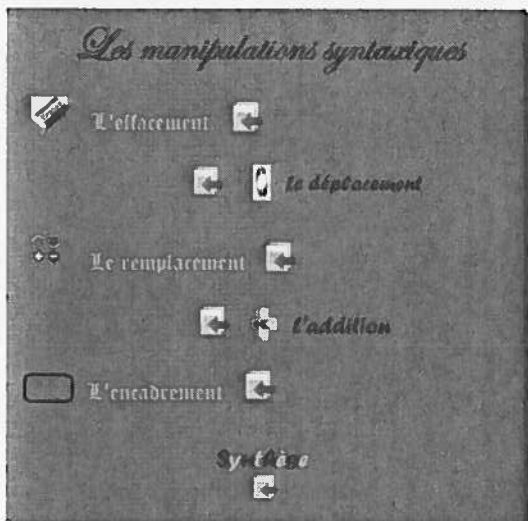 Les manipulations syntaxiques
L'effacement
Le déplacement
Le remplacement
L'addition
L'encadrement
Synthèse